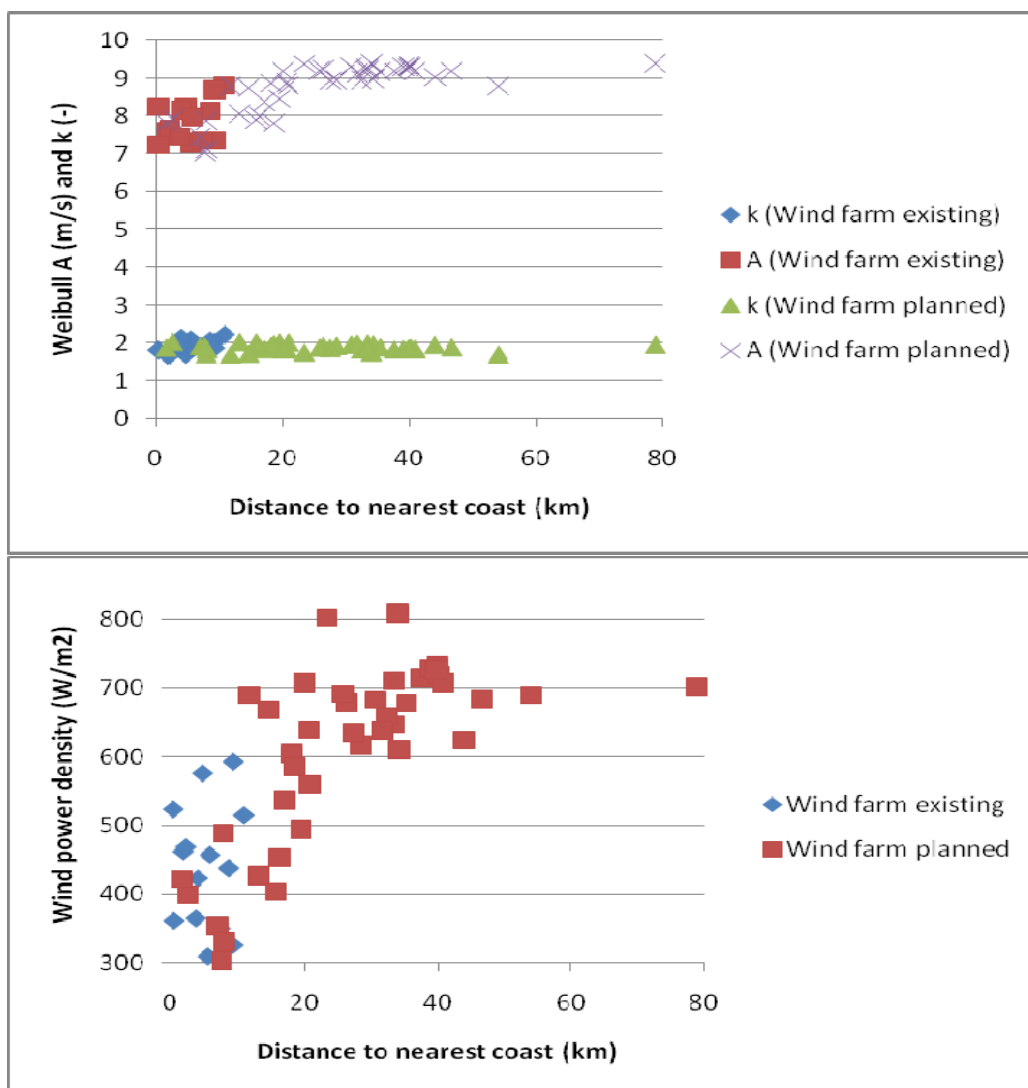 Weibull A (m/s) and k (-)
10
9
8
7
6
5
4
3
2
1
0
0 20 40 60 80
Distance to nearest coast (km)
k (Wind farm existing)
A (Wind farm existing)
k (Wind farm planned)
A (Wind farm planned)
Wind power density (W/m2)
800
700
600
500
400
300
0 20 40 60 80
Distance to nearest coast (km)
Wind farm existing
Wind farm planned